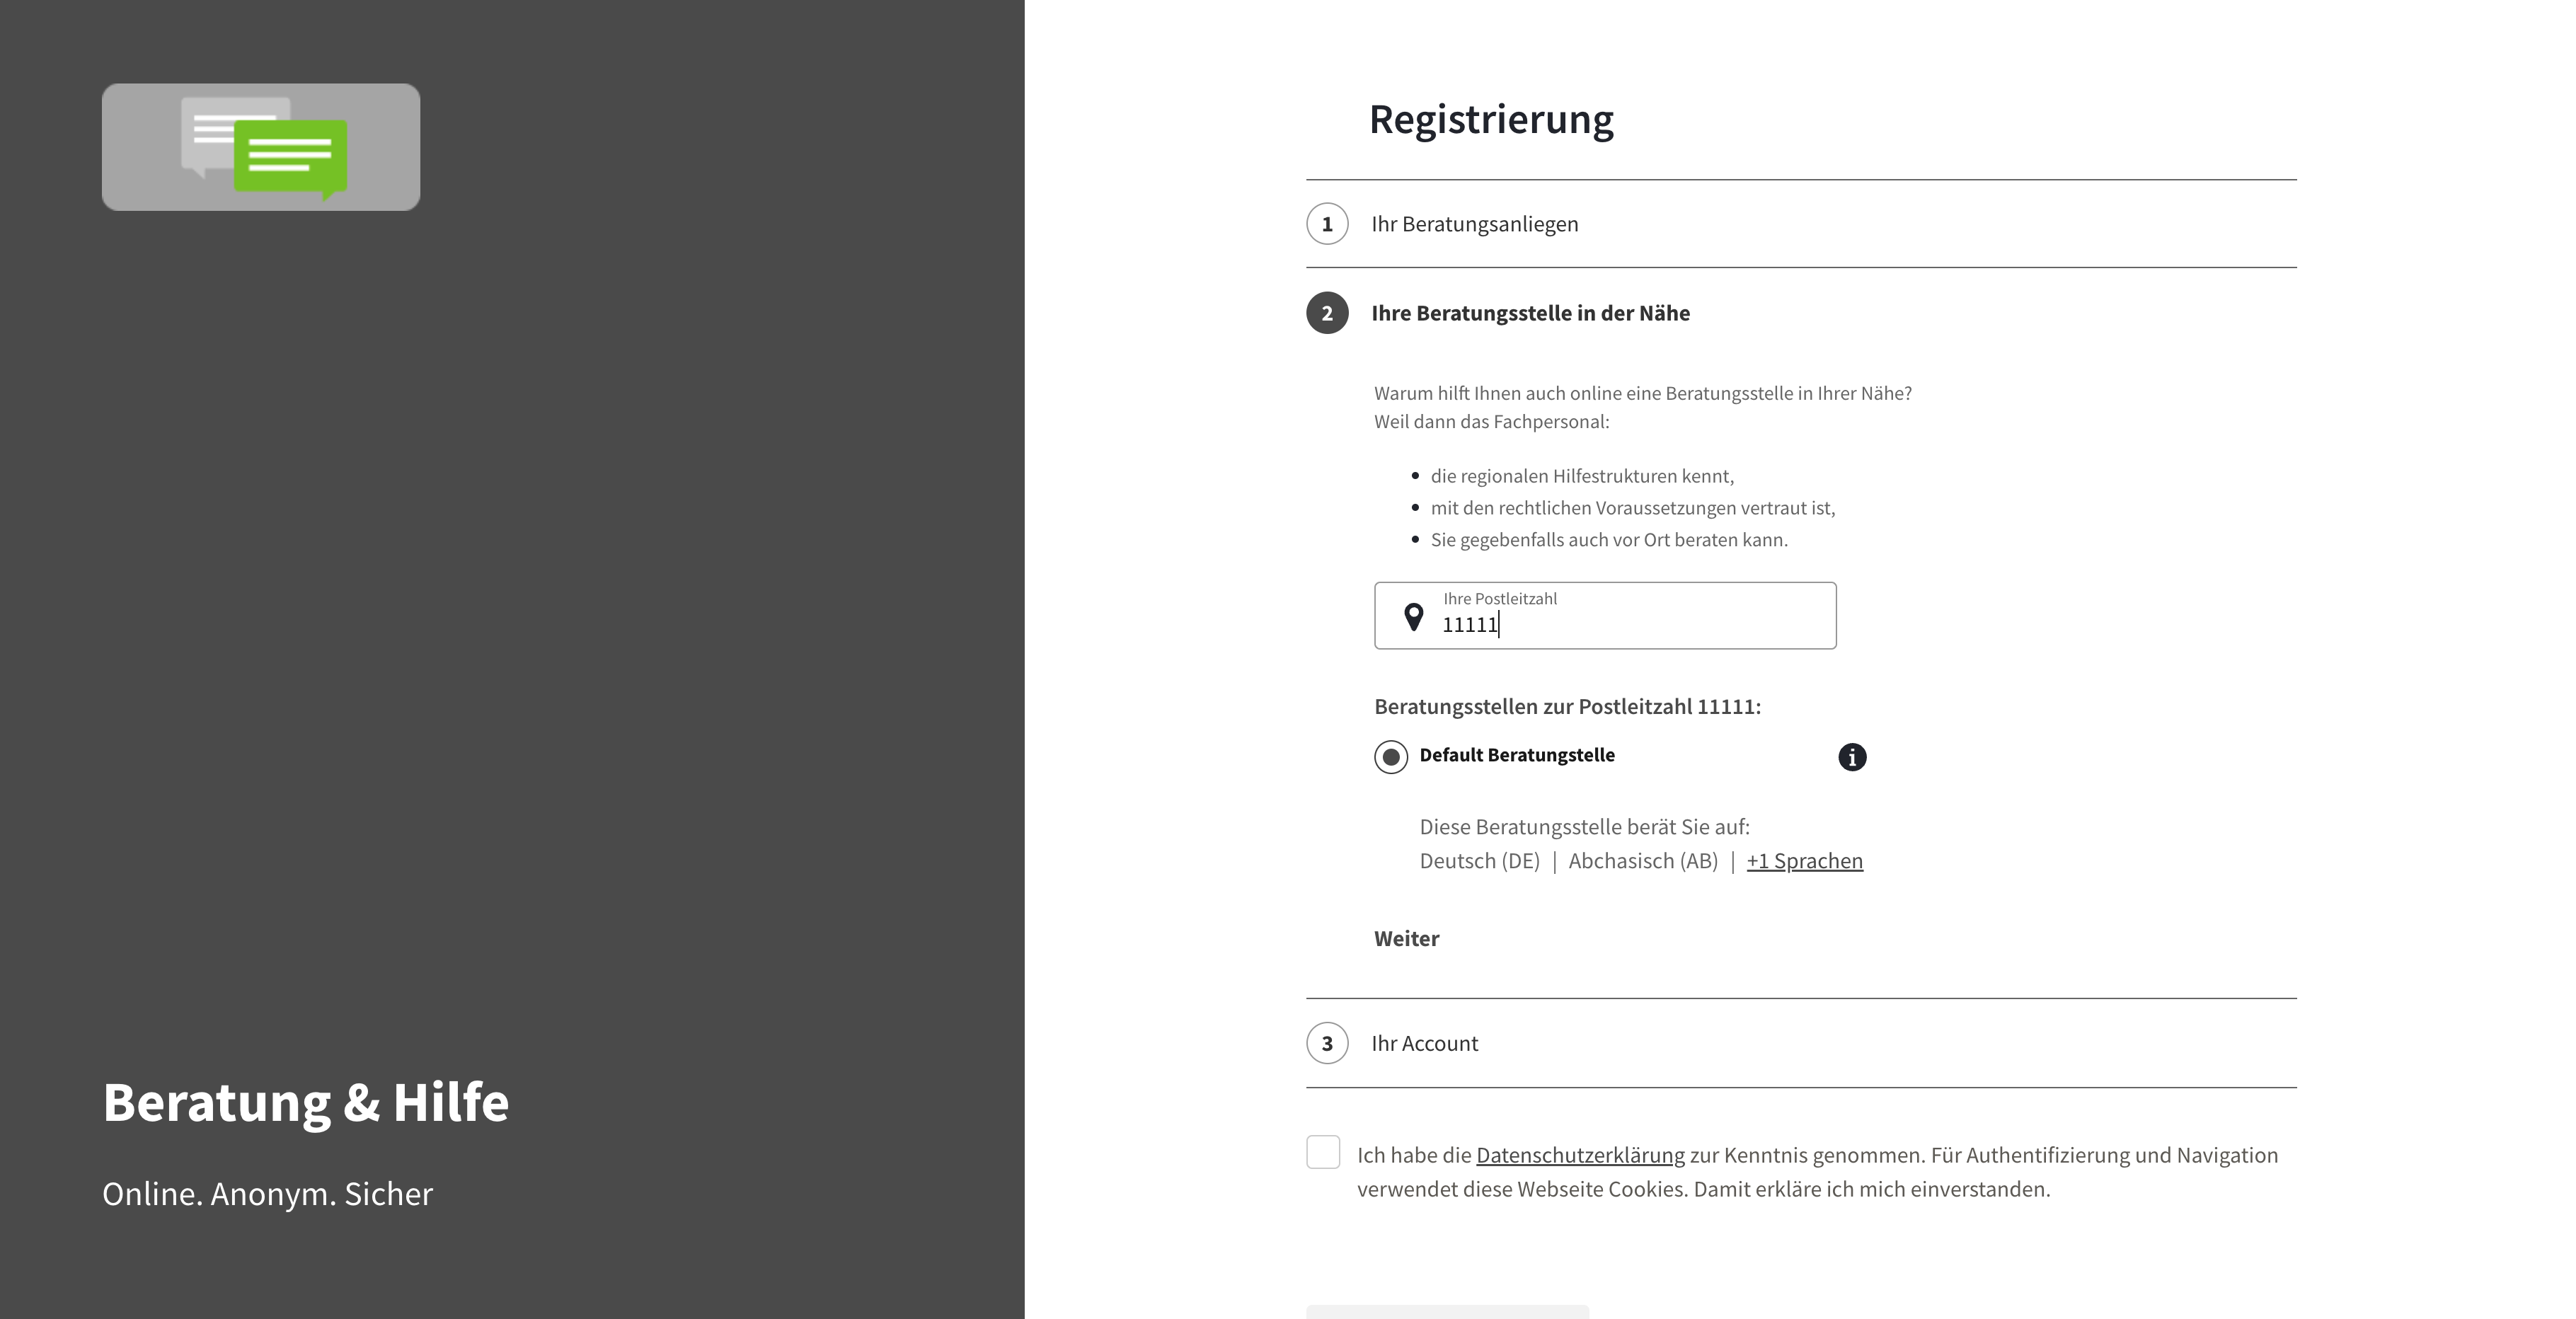 Registrierung
1 Ihr Beratungsanliegen
2 Ihre Beratungsstelle in der Nähe
Warum hilft Ihnen auch online eine Beratungsstelle in Ihrer Nähe?
Weil dann das Fachpersonal:
die regionalen Hilfestrukturen kennt,
mit den rechtlichen Voraussetzungen vertraut ist,
Sie gegebenfalls auch vor Ort beraten kann.
Ihre Postleitzahl
11111
Beratungsstellen zur Postleitzahl 11111:
Default Beratungstelle
Diese Beratungsstelle berät Sie auf:
Deutsch (DE) | Abchasisch (AB) | +1 Sprachen
Weiter
3 Ihr Account
Ich habe die Datenschutzerklärung zur Kenntnis genommen. Für Authentifizierung und Navigation
verwendet diese Webseite Cookies. Damit erkläre ich mich einverstanden.
Beratung & Hilfe
Online. Anonym. Sicher